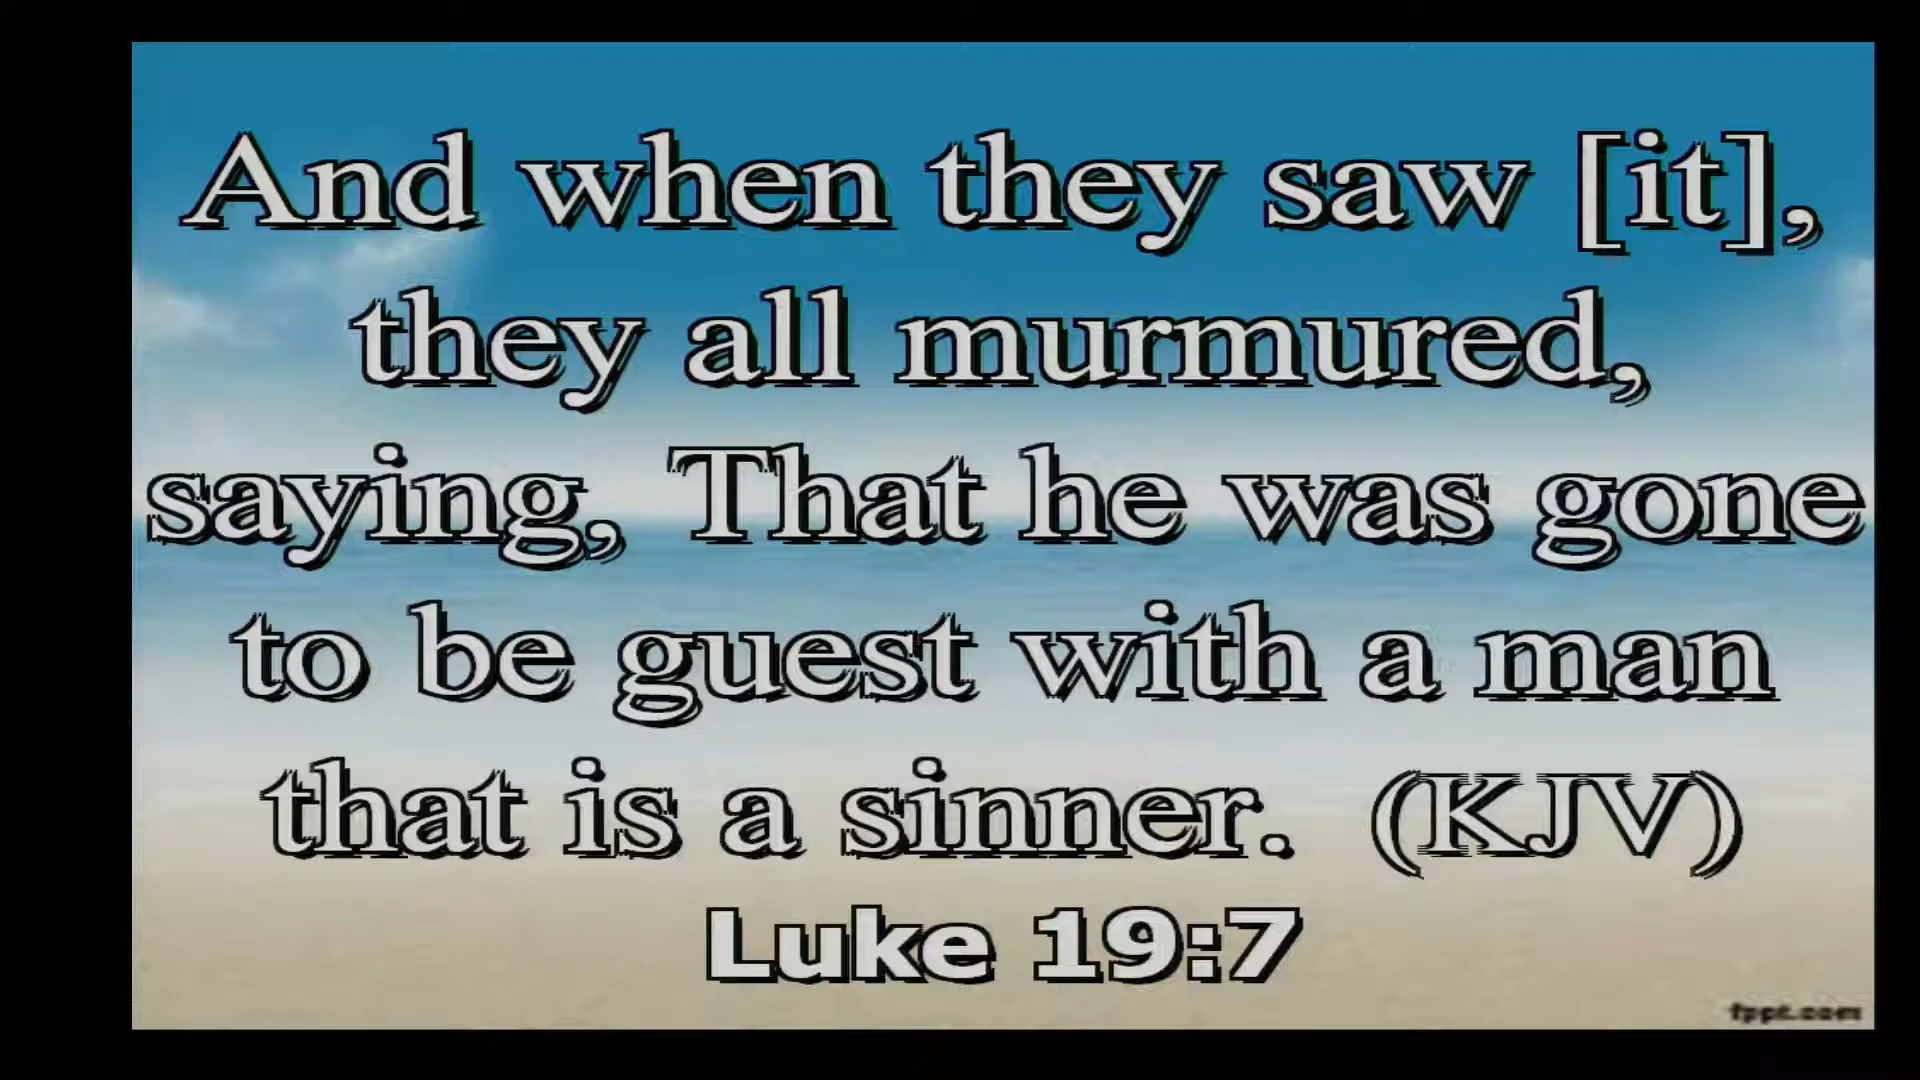 And when they saw [it],
they all murmured,
saying, That he was gone
to be guest with a man
that is a sinner. (KJV)
Luke 19:7
fppt.com